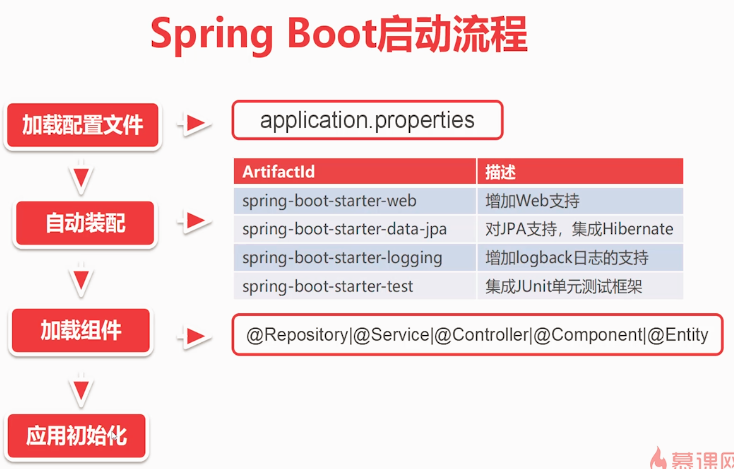 Spring Boot启动流程
加载配置文件
application.properties
自动装配
ArtifactId 描述
spring-boot-starter-web 增加Web支持
spring-boot-starter-data-jpa 对JPA支持，集成Hibernate
spring-boot-starter-logging 增加logback日志的支持
spring-boot-starter-test 集成JUnit单元测试框架
加载组件
@Repository|@Service|@Controller|@Component|@Entity
应用初始化
慕课网